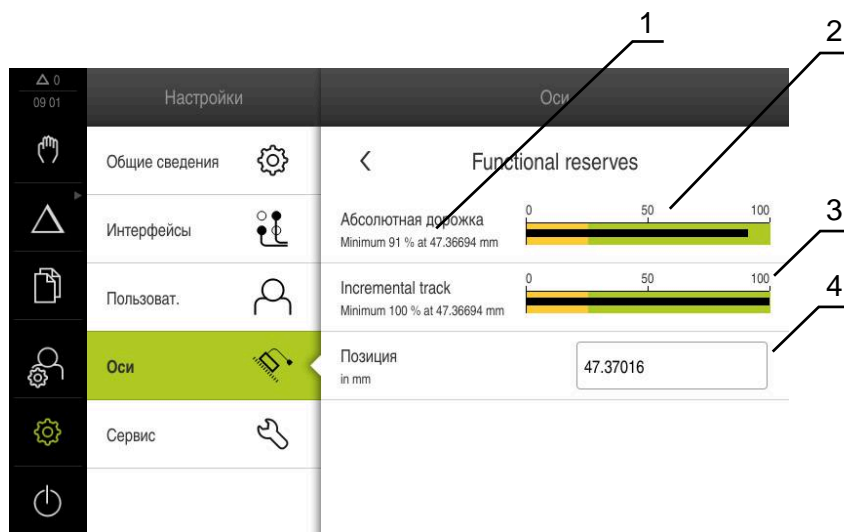 1
2
△ 0
09 01
Настройки
Оси
Общие сведения
Functional reserves
Интерфейсы
Абсолютная дорожка
0 50 100
Minimum 91 % at 47.36694 mm
3
Пользоват.
Incremental track
0 50 100
Minimum 100 % at 47.36694 mm
4
Оси
Позиция
47.37016
in mm
Сервис